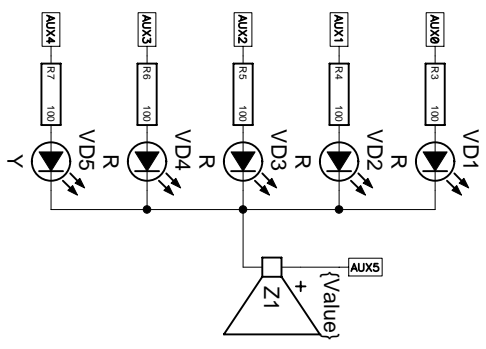 AUX4
AUX3
AUX2
AUX1
AUX0
R7
100
R6
100
R5
100
R4
100
R3
100
VD5
Y
VD4
R
VD3
R
VD2
R
VD1
R
AUX5
+
Z1
{Value}